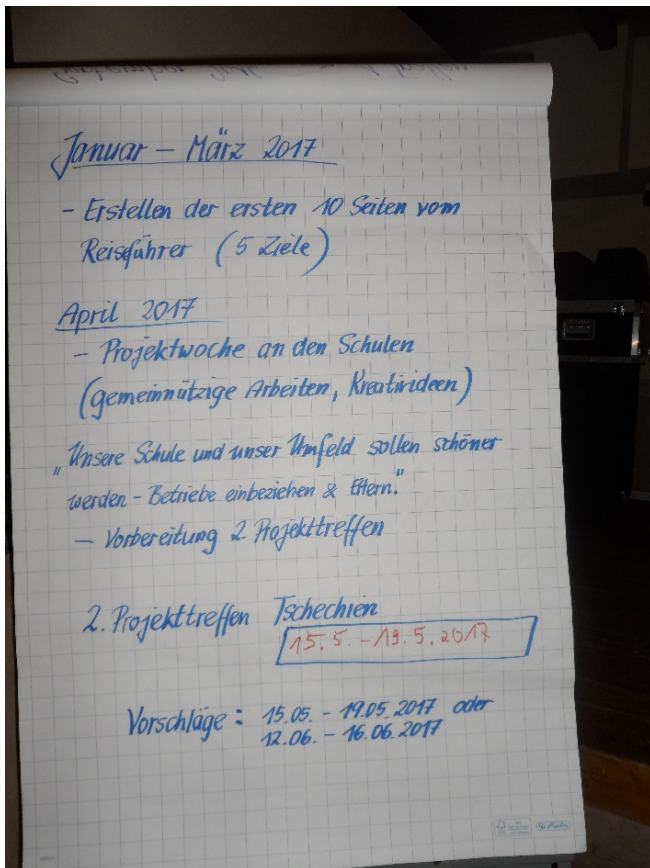 Januar - März 2017
- Erstellen der ersten 10 Seiten vom
Reiseführer (5 Ziele)
April 2017
- Projektwoche an den Schulen
(gemeinnützige Arbeiten, Kreativideen)
„Unsere Schule und unser Umfeld sollen schöner
werden - Betriebe einbeziehen & Eltern."
- Vorbereitung 2. Projekttreffen
2. Projekttreffen Tschechien
15.5. - 19.5.2017
Vorschläge: 15.05. - 19.05.2017 oder
12.06. - 16.06.2017